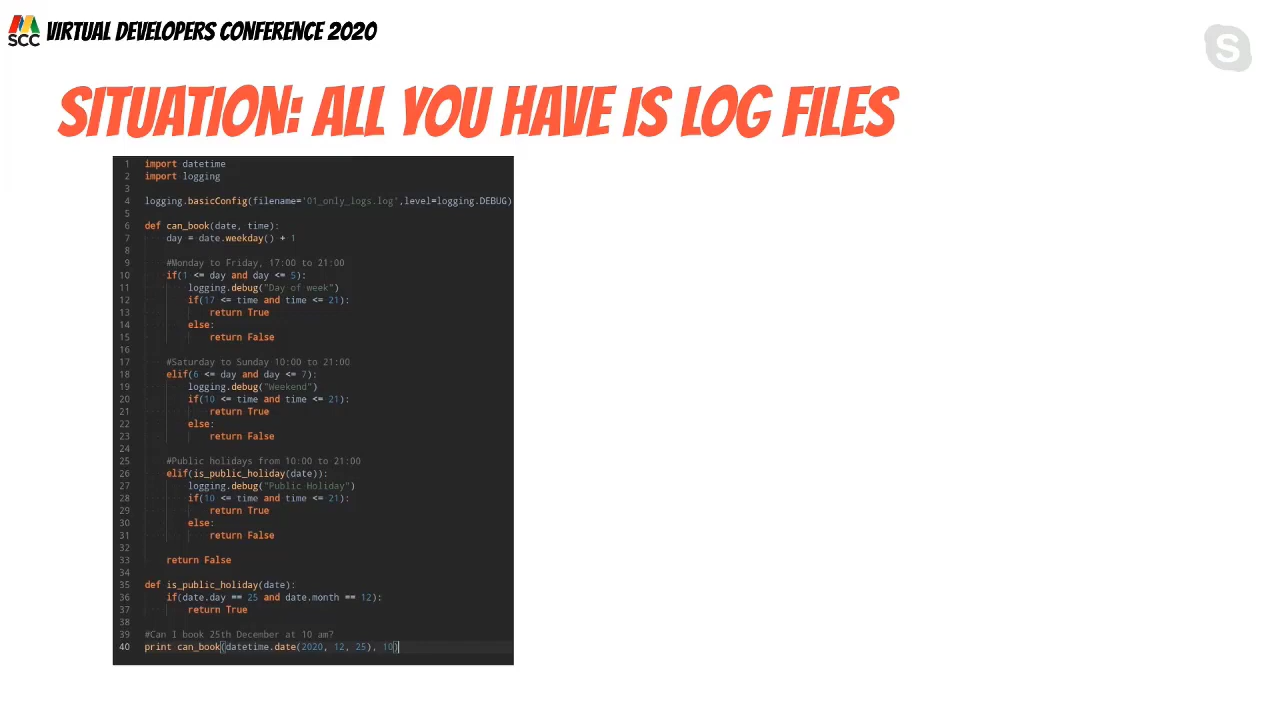 SCC VIRTUAL DEVELOPERS CONFERENCE 2020
S
SITUATION: ALL YOU HAVE IS LOG FILES
1 import datetime
2 import logging
3
4 logging.basicConfig(filename='01_only_logs.log',level=logging.DEBUG)
5
6 def can_book(date, time):
7     day = date.weekday() + 1
8
9     #Monday to Friday, 17:00 to 21:00
10     if(1 <= day and day <= 5):
11         logging.debug("Day of week")
12         if(17 <= time and time <= 21):
13             return True
14         else:
15             return False
16
17     #Saturday to Sunday 10:00 to 21:00
18     elif(6 <= day and day <= 7):
19         logging.debug("Weekend")
20         if(10 <= time and time <= 21):
21             return True
22         else:
23             return False
24
25     #Public holidays from 10:00 to 21:00
26     elif(is_public_holiday(date)):
27         logging.debug("Public Holiday")
28         if(10 <= time and time <= 21):
29             return True
30         else:
31             return False
32
33     return False
34
35 def is_public_holiday(date):
36     if(date.day == 25 and date.month == 12):
37         return True
38
39 #Can I book 25th December at 10 am?
40 print can_book(datetime.date(2020, 12, 25), 10)